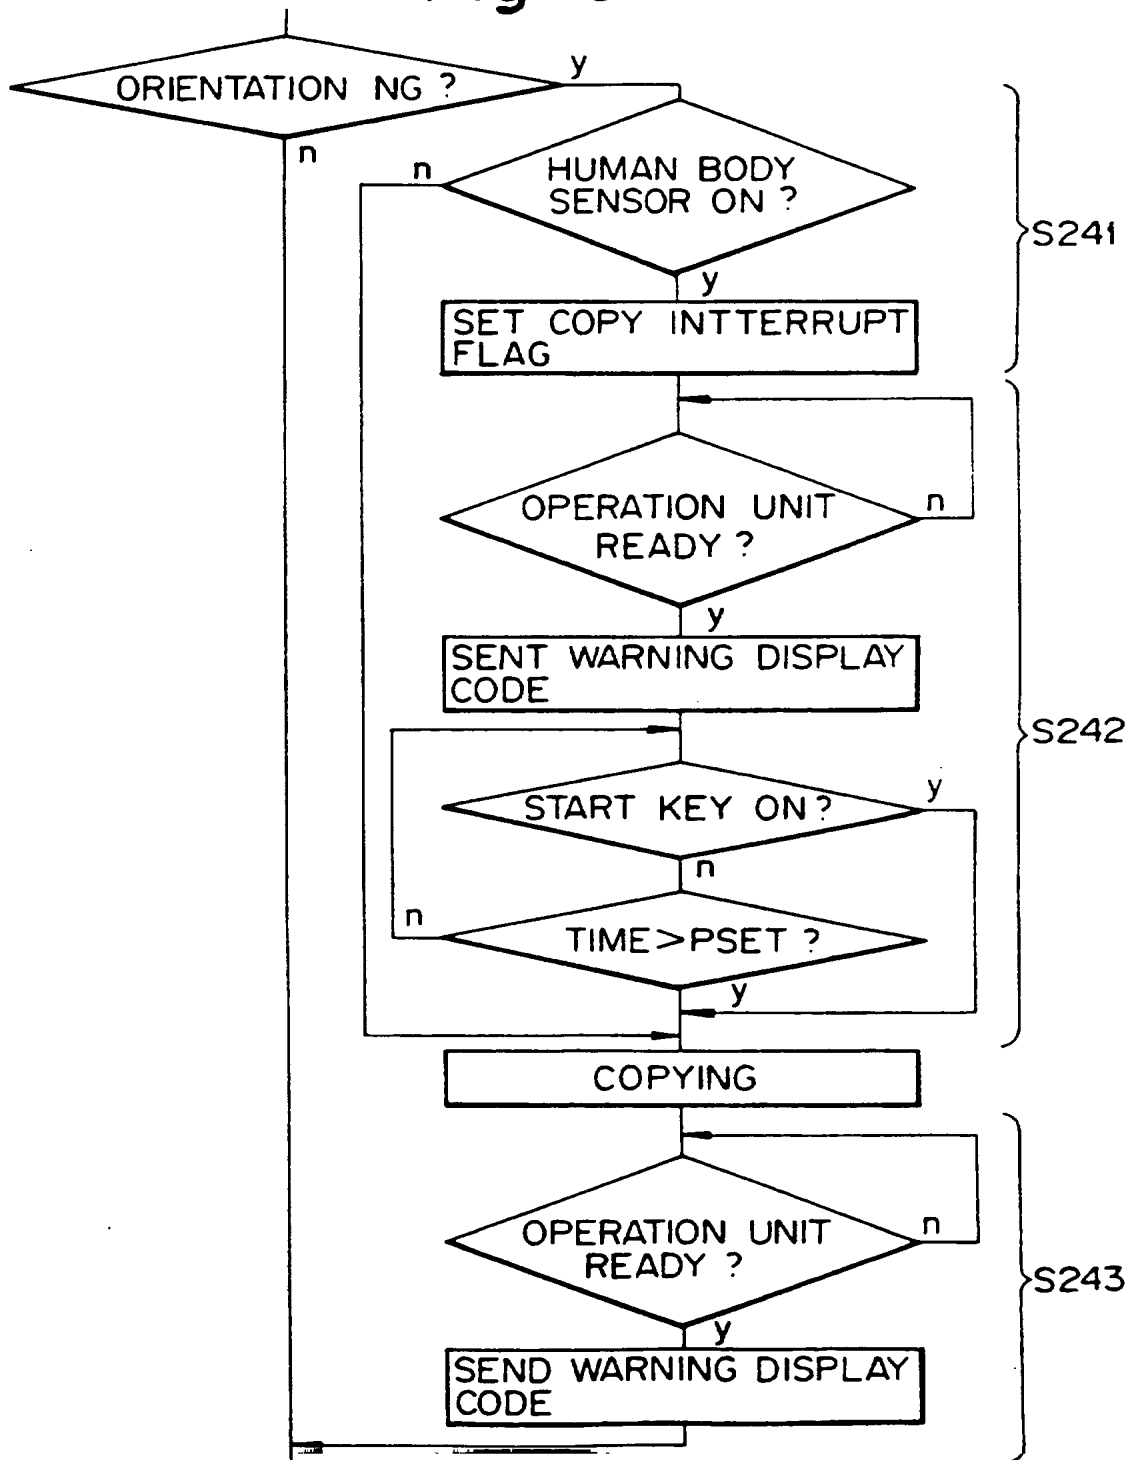 ORIENTATION NG ?
y
n
HUMAN BODY
SENSOR ON ?
n
y
S241
SET COPY INTTERRUPT
FLAG
OPERATION UNIT
READY ?
n
y
SENT WARNING DISPLAY
CODE
S242
START KEY ON ?
y
n
TIME>PSET ?
n
y
COPYING
OPERATION UNIT
READY ?
n
y
S243
SEND WARNING DISPLAY
CODE